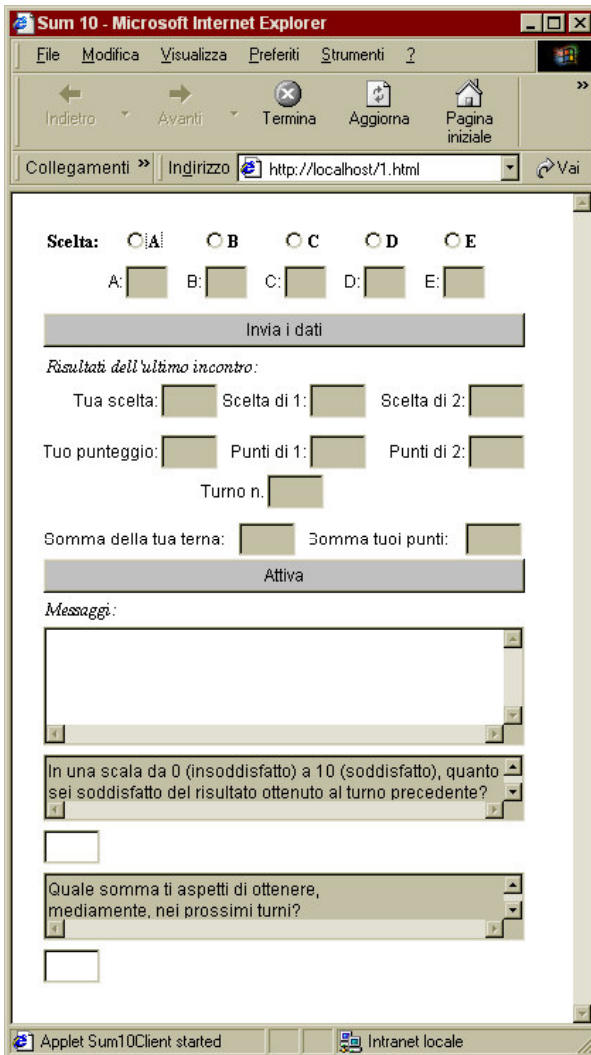 Sum 10 - Microsoft Internet Explorer
File Modifica Visualizza Preferiti Strumenti ?
»
Indietro Avanti Termina Aggiorna Pagina iniziale
Collegamenti » Indirizzo http://localhost/1.html Vai
Scelta: A B C D E
A: B: C: D: E:
Invia i dati
Risultati dell'ultimo incontro:
Tua scelta: Scelta di 1: Scelta di 2:
Tuo punteggio: Punti di 1: Punti di 2:
Turno n.
Somma della tua terna: Somma tuoi punti:
Attiva
Messaggi:
In una scala da 0 (insoddisfatto) a 10 (soddisfatto), quanto
sei soddisfatto del risultato ottenuto al turno precedente?
Quale somma ti aspetti di ottenere,
mediamente, nei prossimi turni?
Applet Sum10Client started Intranet locale